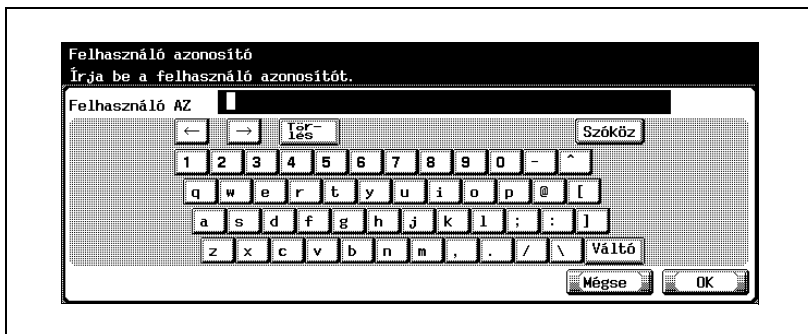 Felhasználó azonosító
Írja be a felhasználó azonosítót.
Felhasználó AZ
← → Tör-
lés Szóköz
1 2 3 4 5 6 7 8 9 0 - ^
q w e r t y u i o p @ [
a s d f g h j k l ; : ]
z x c v b n m , . / \ Váltó
Mégse OK